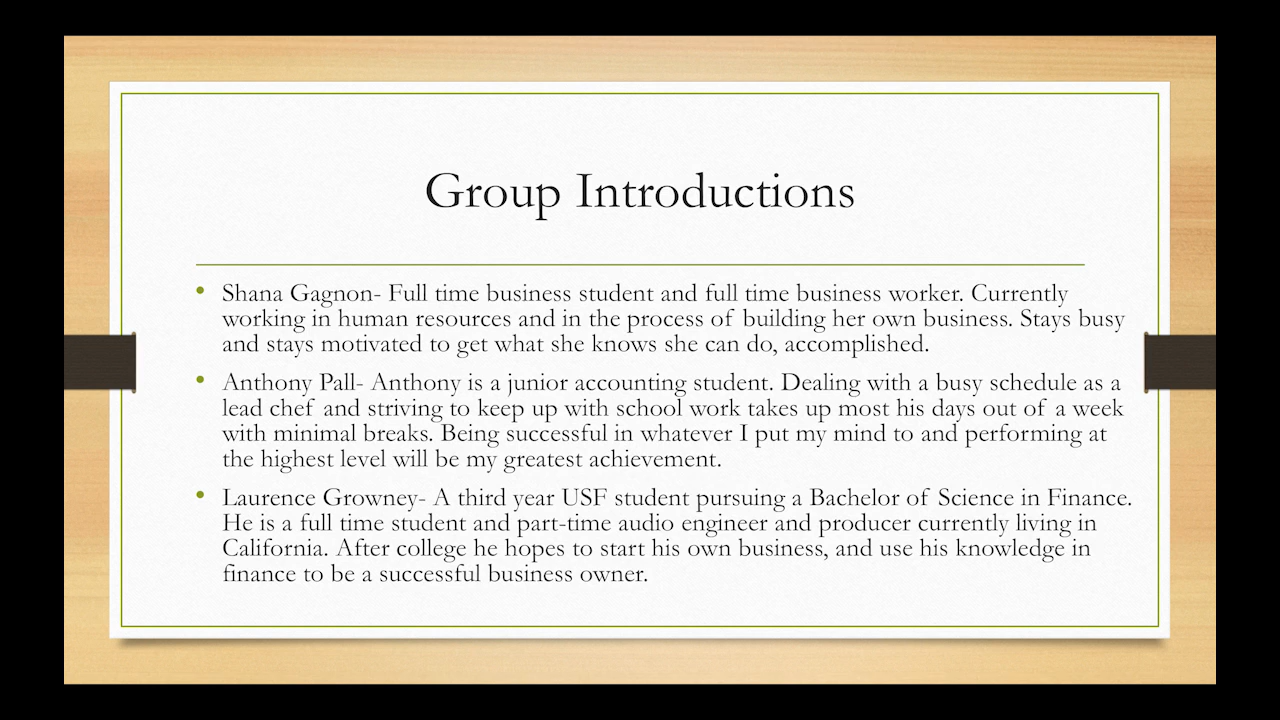 Group Introductions
• Shana Gagnon- Full time business student and full time business worker. Currently
working in human resources and in the process of building her own business. Stays busy
and stays motivated to get what she knows she can do, accomplished.
• Anthony Pall- Anthony is a junior accounting student. Dealing with a busy schedule as a
lead chef and striving to keep up with school work takes up most his days out of a week
with minimal breaks. Being successful in whatever I put my mind to and performing at
the highest level will be my greatest achievement.
• Laurence Growney- A third year USF student pursuing a Bachelor of Science in Finance.
He is a full time student and part-time audio engineer and producer currently living in
California. After college he hopes to start his own business, and use his knowledge in
finance to be a successful business owner.